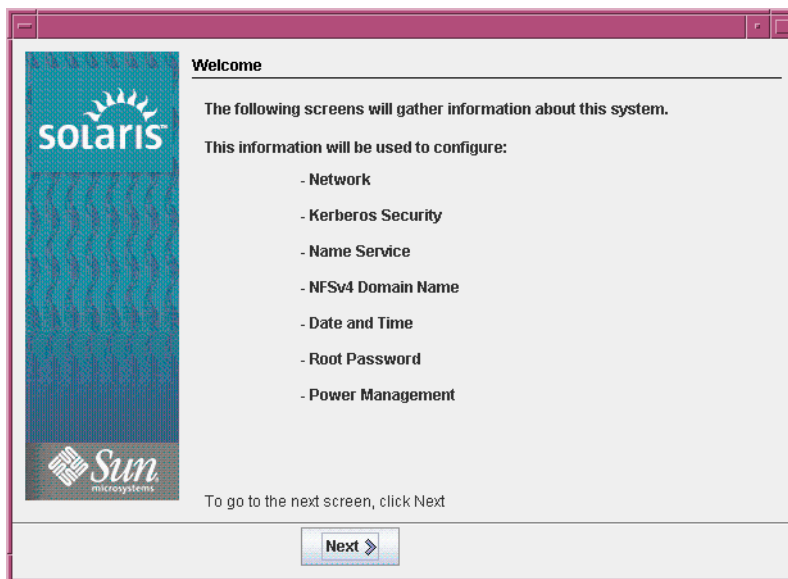 Welcome
solaris™
The following screens will gather information about this system.
This information will be used to configure:
- Network
- Kerberos Security
- Name Service
- NFSv4 Domain Name
- Date and Time
- Root Password
- Power Management
Sun
microsystems
To go to the next screen, click Next
Next